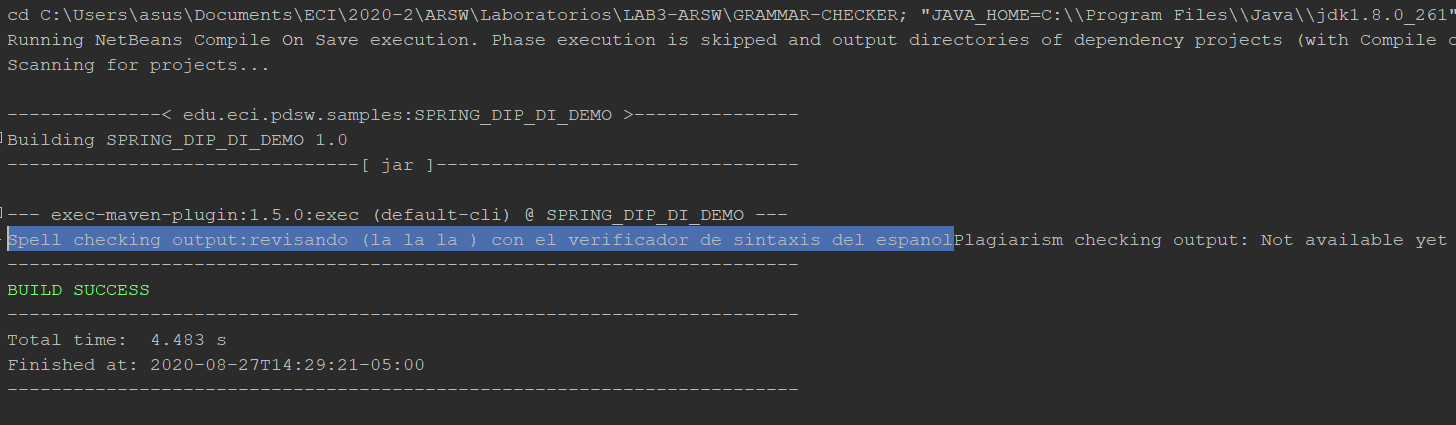 cd C:\Users\asus\Documents\ECI\2020-2\ARSW\Laboratorios\LAB3-ARSW\GRAMMAR-CHECKER; "JAVA_HOME=C:\\Program Files\\Java\\jdk1.8.0_261"
Running NetBeans Compile On Save execution. Phase execution is skipped and output directories of dependency projects (with Compile o
Scanning for projects...
--------------< edu.eci.pdsw.samples:SPRING_DIP_DI_DEMO >---------------
Building SPRING_DIP_DI_DEMO 1.0
--------------------------------[ jar ]---------------------------------
--- exec-maven-plugin:1.5.0:exec (default-cli) @ SPRING_DIP_DI_DEMO ---
Spell checking output:revisando (la la la ) con el verificador de sintaxis del espanolPlagiarism checking output: Not available yet
------------------------------------------------------------------------
BUILD SUCCESS
------------------------------------------------------------------------
Total time:  4.483 s
Finished at: 2020-08-27T14:29:21-05:00
------------------------------------------------------------------------